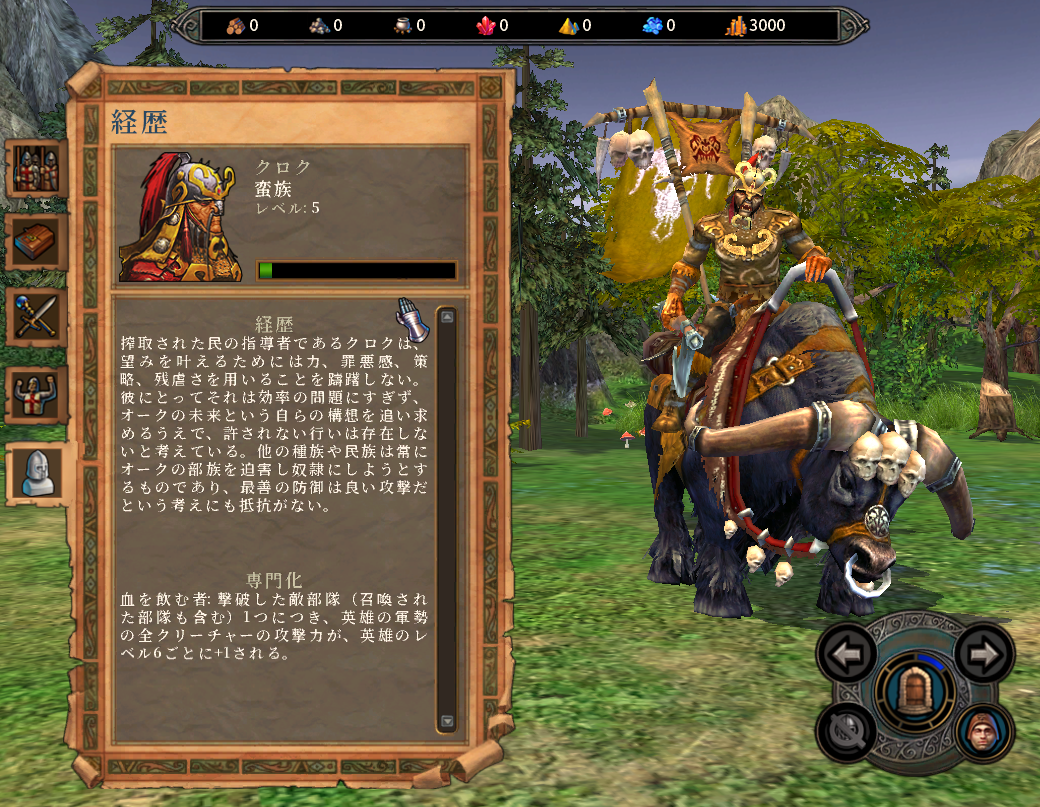 0 0 0 0 0 0 3000
経歴
クロク
蛮族
レベル: 5
経歴
搾取された民の指導者であるクロクは、
望みを叶えるためには力、罪悪感、策
略、残虐さを用いることを躊躇しない。
彼にとってそれは効率の問題にすぎず、
オークの未来という自らの構想を追い求
めるうえで、許されない行いは存在しな
いと考えている。他の種族や民族は常に
オークの部族を迫害し奴隷にしようとす
るものであり、最善の防御は良い攻撃だ
という考えにも抵抗がない。
専門化
血を飲む者: 撃破した敵部隊（召喚され
た部隊も含む）1つにつき、英雄の軍勢
の全クリーチャーの攻撃力が、英雄のレ
ベル6ごとに+1される。